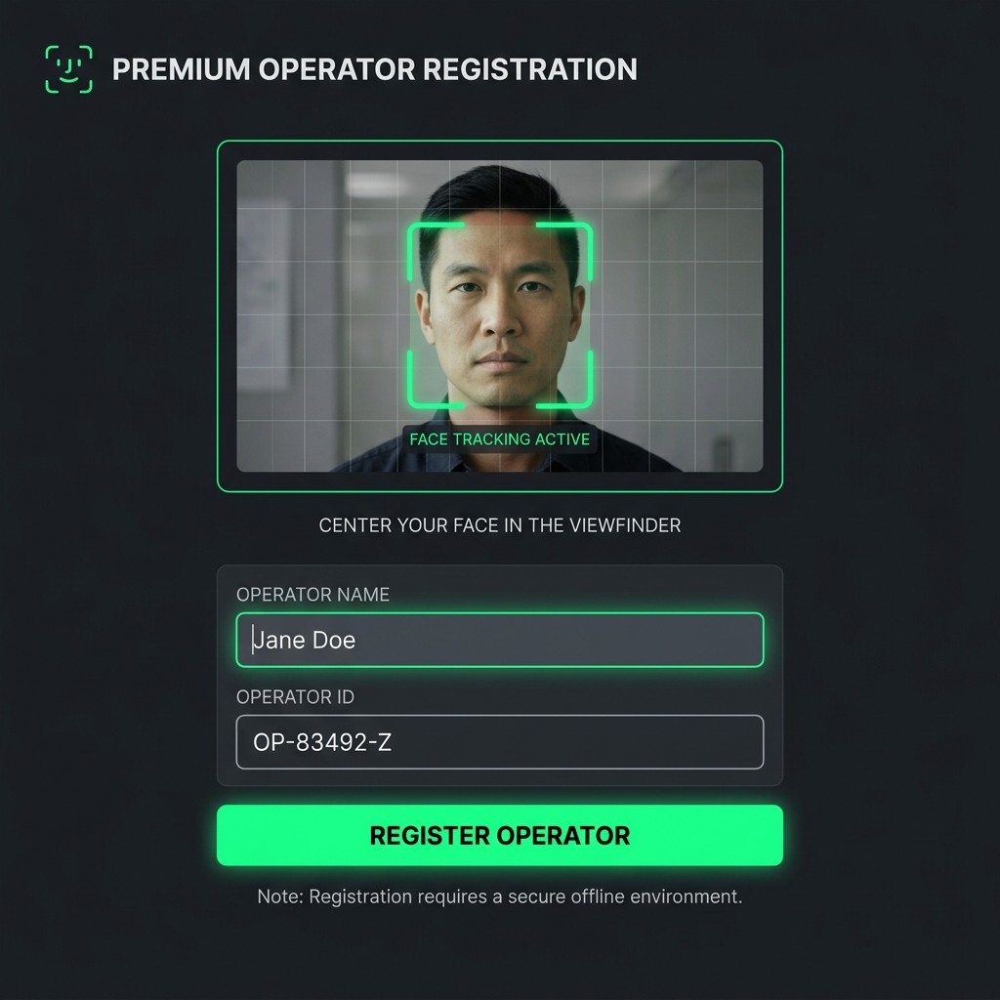 PREMIUM OPERATOR REGISTRATION
FACE TRACKING ACTIVE
CENTER YOUR FACE IN THE VIEWFINDER
OPERATOR NAME
Jane Doe
OPERATOR ID
OP-83492-Z
REGISTER OPERATOR
Note: Registration requires a secure offline environment.